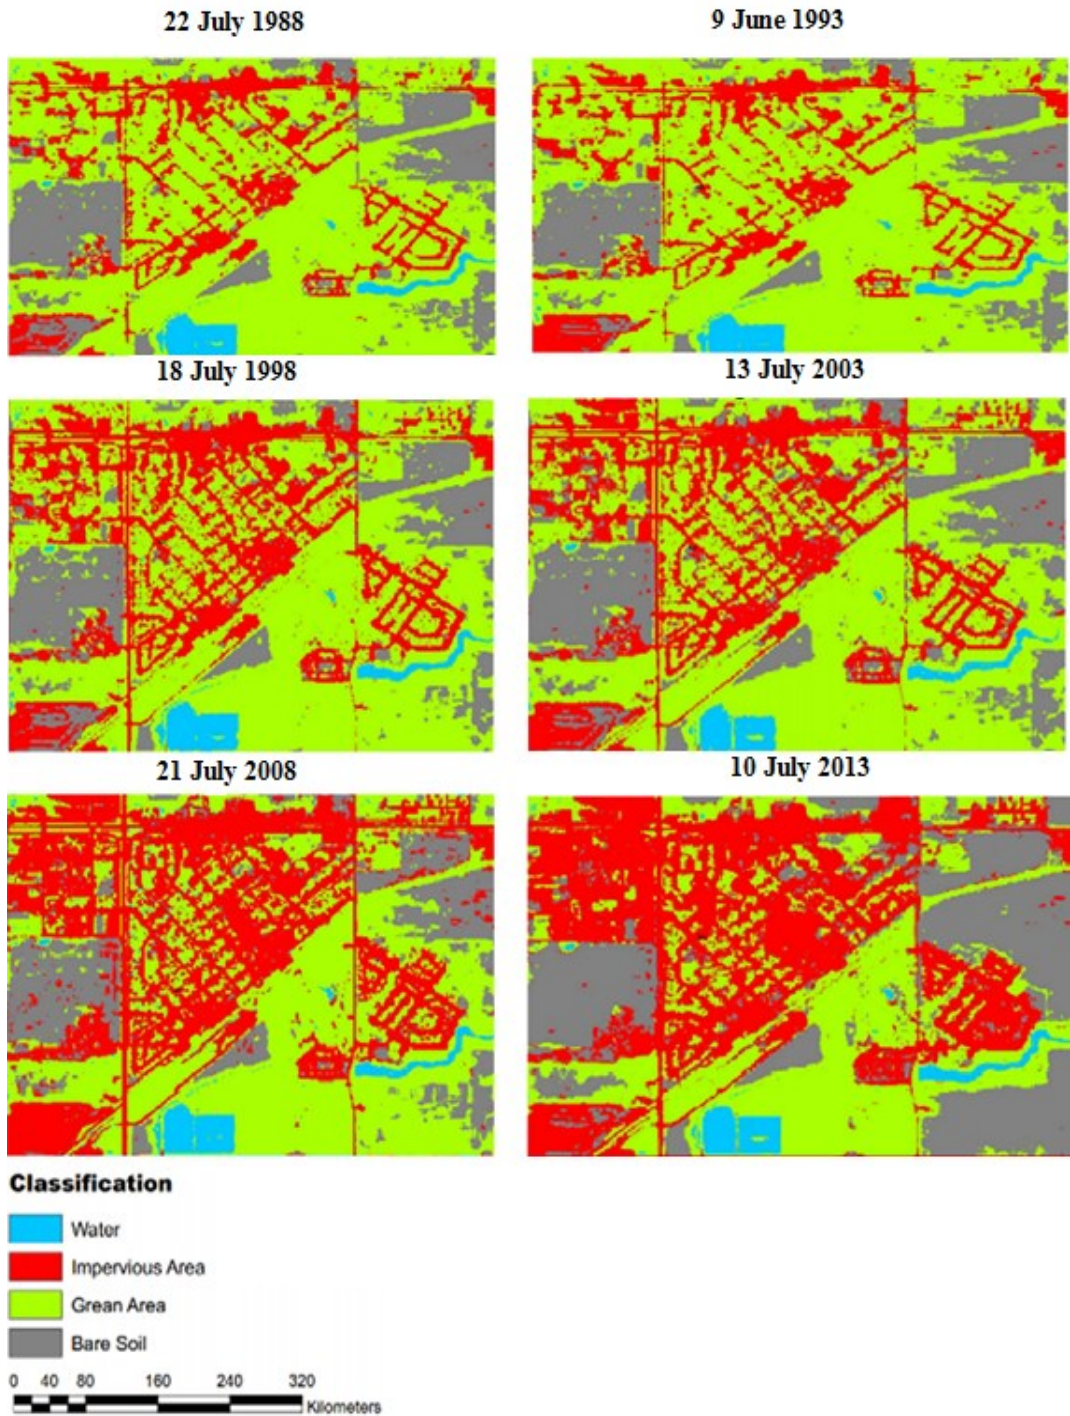 22 July 1988
9 June 1993
18 July 1998
13 July 2003
21 July 2008
10 July 2013
Classification
Water
Impervious Area
Grean Area
Bare Soil
0 40 80 160 240 320
Kilometers